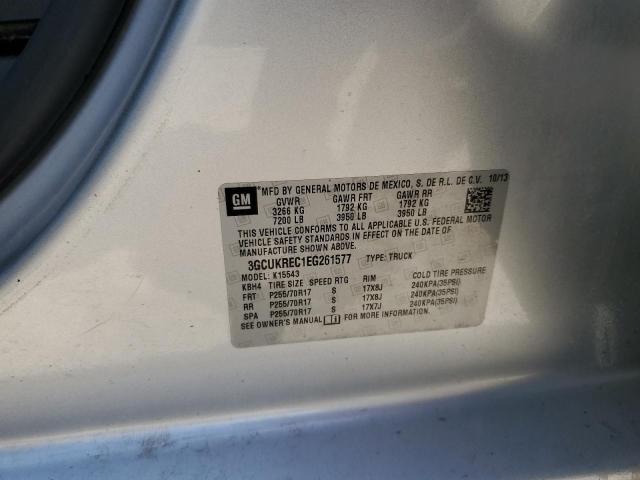 GM
*MFD BY GENERAL MOTORS DE MEXICO, S. DE R.L. DE C.V. 10/13
GVWR GAWR FRT GAWR RR
3266 KG 1792 KG 1792 KG
7200 LB 3950 LB 3950 LB
THIS VEHICLE CONFORMS TO ALL APPLICABLE U.S. FEDERAL MOTOR
VEHICLE SAFETY AND THEFT PREVENTION STANDARDS IN EFFECT ON THE DATE OF
MANUFACTURE SHOWN ABOVE.
3GCUKREC1EG261577 TYPE: TRUCK
MODEL: K15543
KBH4 TIRE SIZE SPEED RTG RIM COLD TIRE PRESSURE
FRT P255/70R17 S 17X8J 240KPA(35PSI)
RR P255/70R17 S 17X8J 240KPA(35PSI)
SPA P255/70R17 S 17X7J 240KPA(35PSI)
SEE OWNER'S MANUAL FOR MORE INFORMATION.